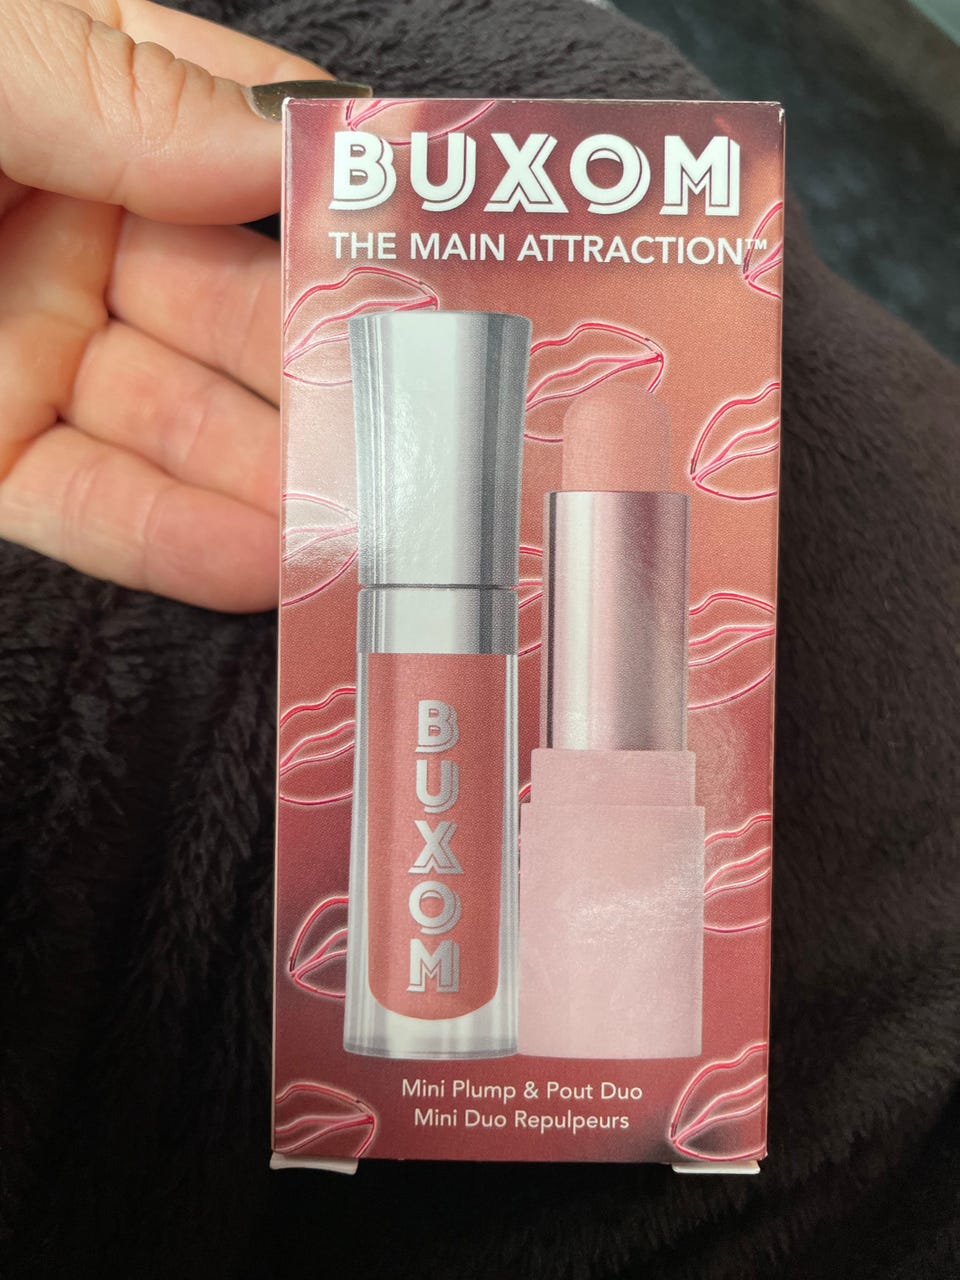 BUXOM
THE MAIN ATTRACTION™
BUXOM
Mini Plump & Pout Duo
Mini Duo Repulpeurs